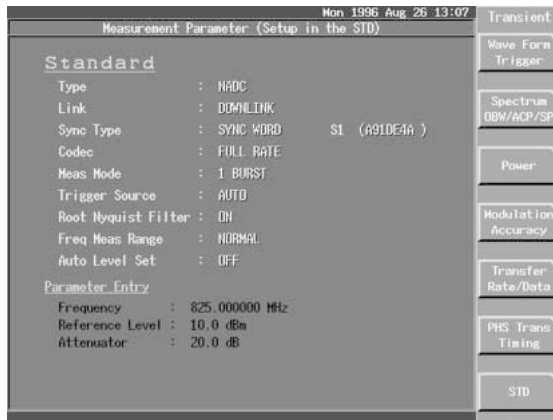 Mon 1996 Aug 26 13:07
Measurement Parameter (Setup in the STD)
Standard
Type : NADC
Link : DOWNLINK
Sync Type : SYNC WORD S1 (A91DE4A )
Codec : FULL RATE
Meas Mode : 1 BURST
Trigger Source : AUTO
Root Nyquist Filter : ON
Freq Meas Range : NORMAL
Auto Level Set : OFF
Parameter Entry
Frequency : 825.000000 MHz
Reference Level : 10.0 dBm
Attenuator : 20.0 dB
Transient
Wave Form
Trigger
Spectrum
OBW/ACP/SP
Power
Modulation
Accuracy
Transfer
Rate/Data
PHS Trans
Timing
STD